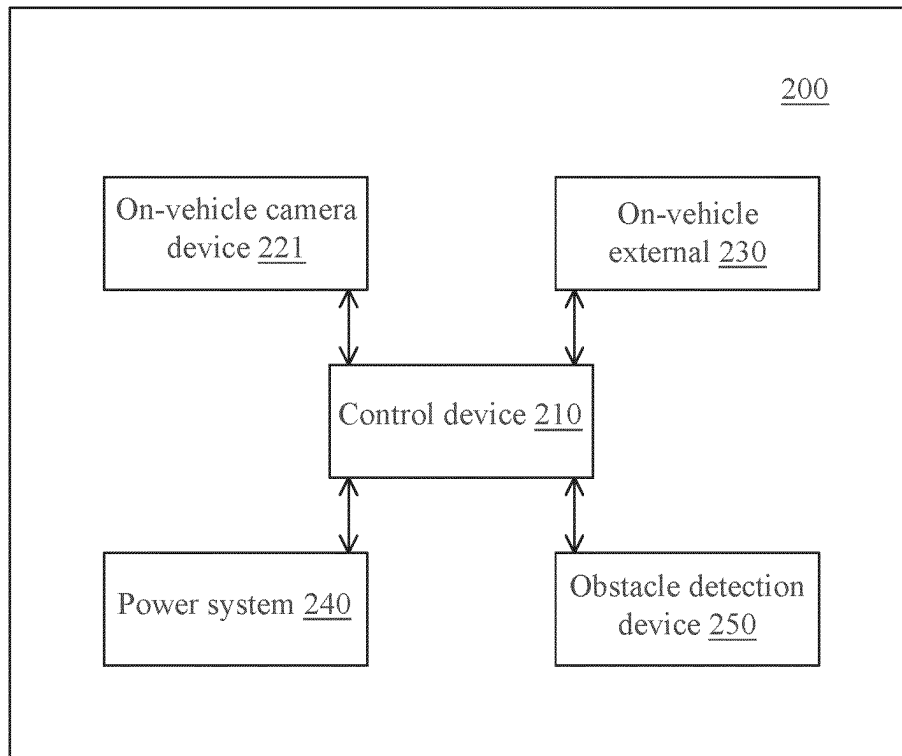 200
On-vehicle camera
device 221
On-vehicle
external 230
Control device 210
Power system 240
Obstacle detection
device 250